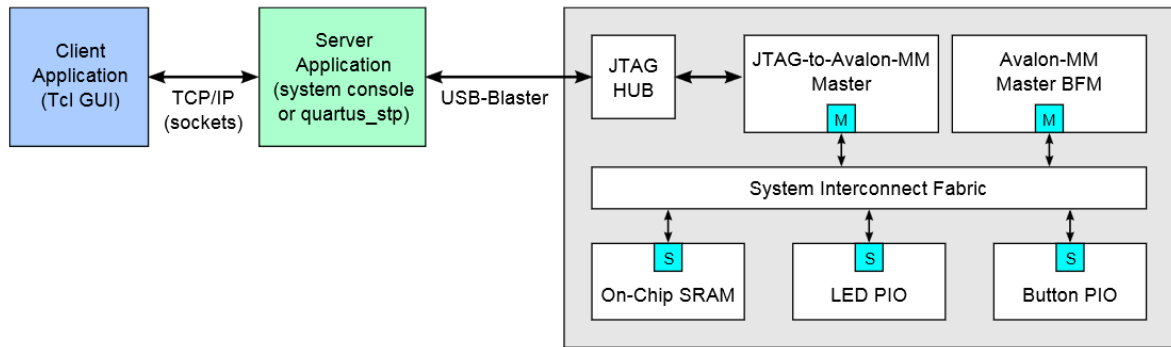 Client
Application
(Tcl GUI)
TCP/IP
(sockets)
Server
Application
(system console
or quartus_stp)
USB-Blaster
JTAG
HUB
JTAG-to-Avalon-MM
Master
M
Avalon-MM
Master BFM
M
System Interconnect Fabric
S
On-Chip SRAM
S
LED PIO
S
Button PIO